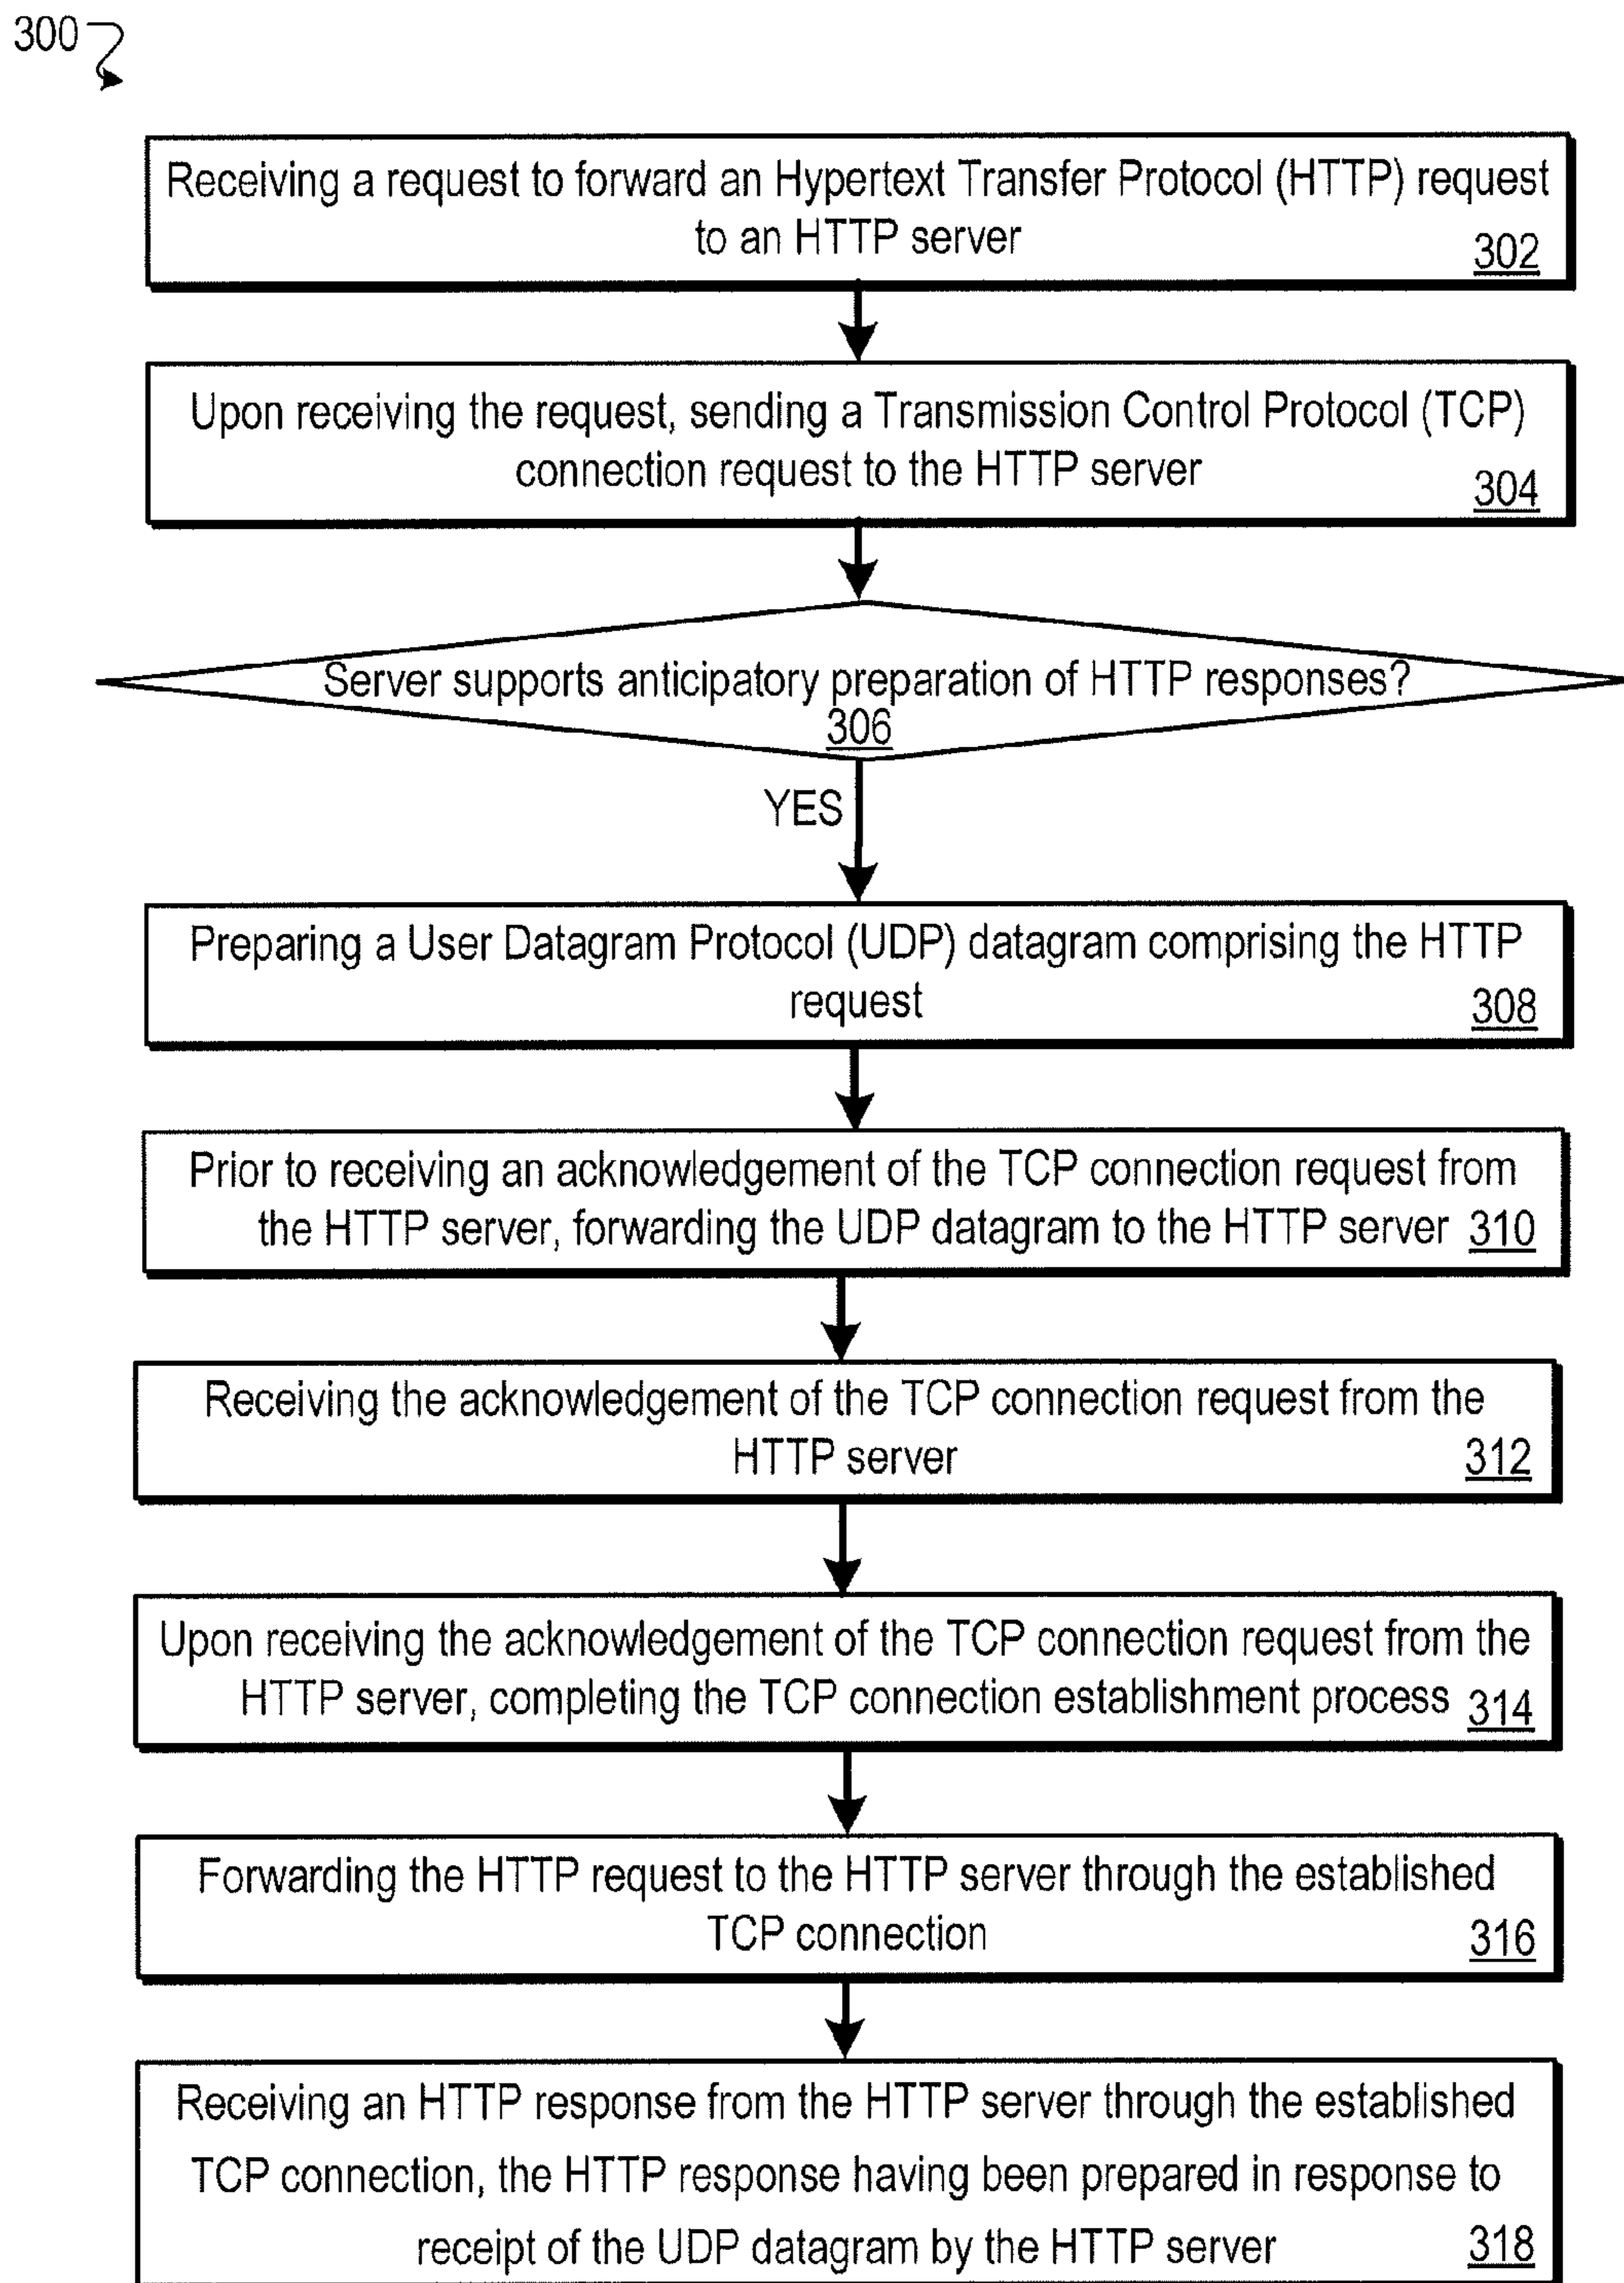 300
Receiving a request to forward an Hypertext Transfer Protocol (HTTP) request
to an HTTP server
302
Upon receiving the request, sending a Transmission Control Protocol (TCP)
connection request to the HTTP server
304
Server supports anticipatory preparation of HTTP responses?
306
YES
Preparing a User Datagram Protocol (UDP) datagram comprising the HTTP
request
308
Prior to receiving an acknowledgement of the TCP connection request from
the HTTP server, forwarding the UDP datagram to the HTTP server 310
Receiving the acknowledgement of the TCP connection request from the
HTTP server
312
Upon receiving the acknowledgement of the TCP connection request from the
HTTP server, completing the TCP connection establishment process 314
Forwarding the HTTP request to the HTTP server through the established
TCP connection
316
Receiving an HTTP response from the HTTP server through the established
TCP connection, the HTTP response having been prepared in response to
receipt of the UDP datagram by the HTTP server 318